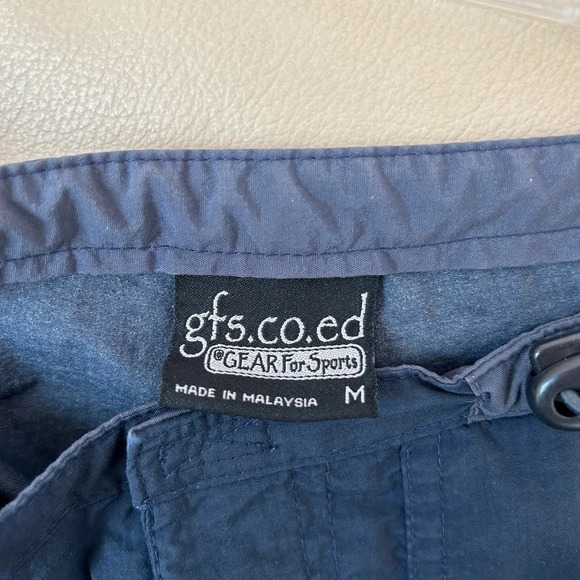 gfs.co.ed
@GEAR For Sports
MADE IN MALAYSIA M